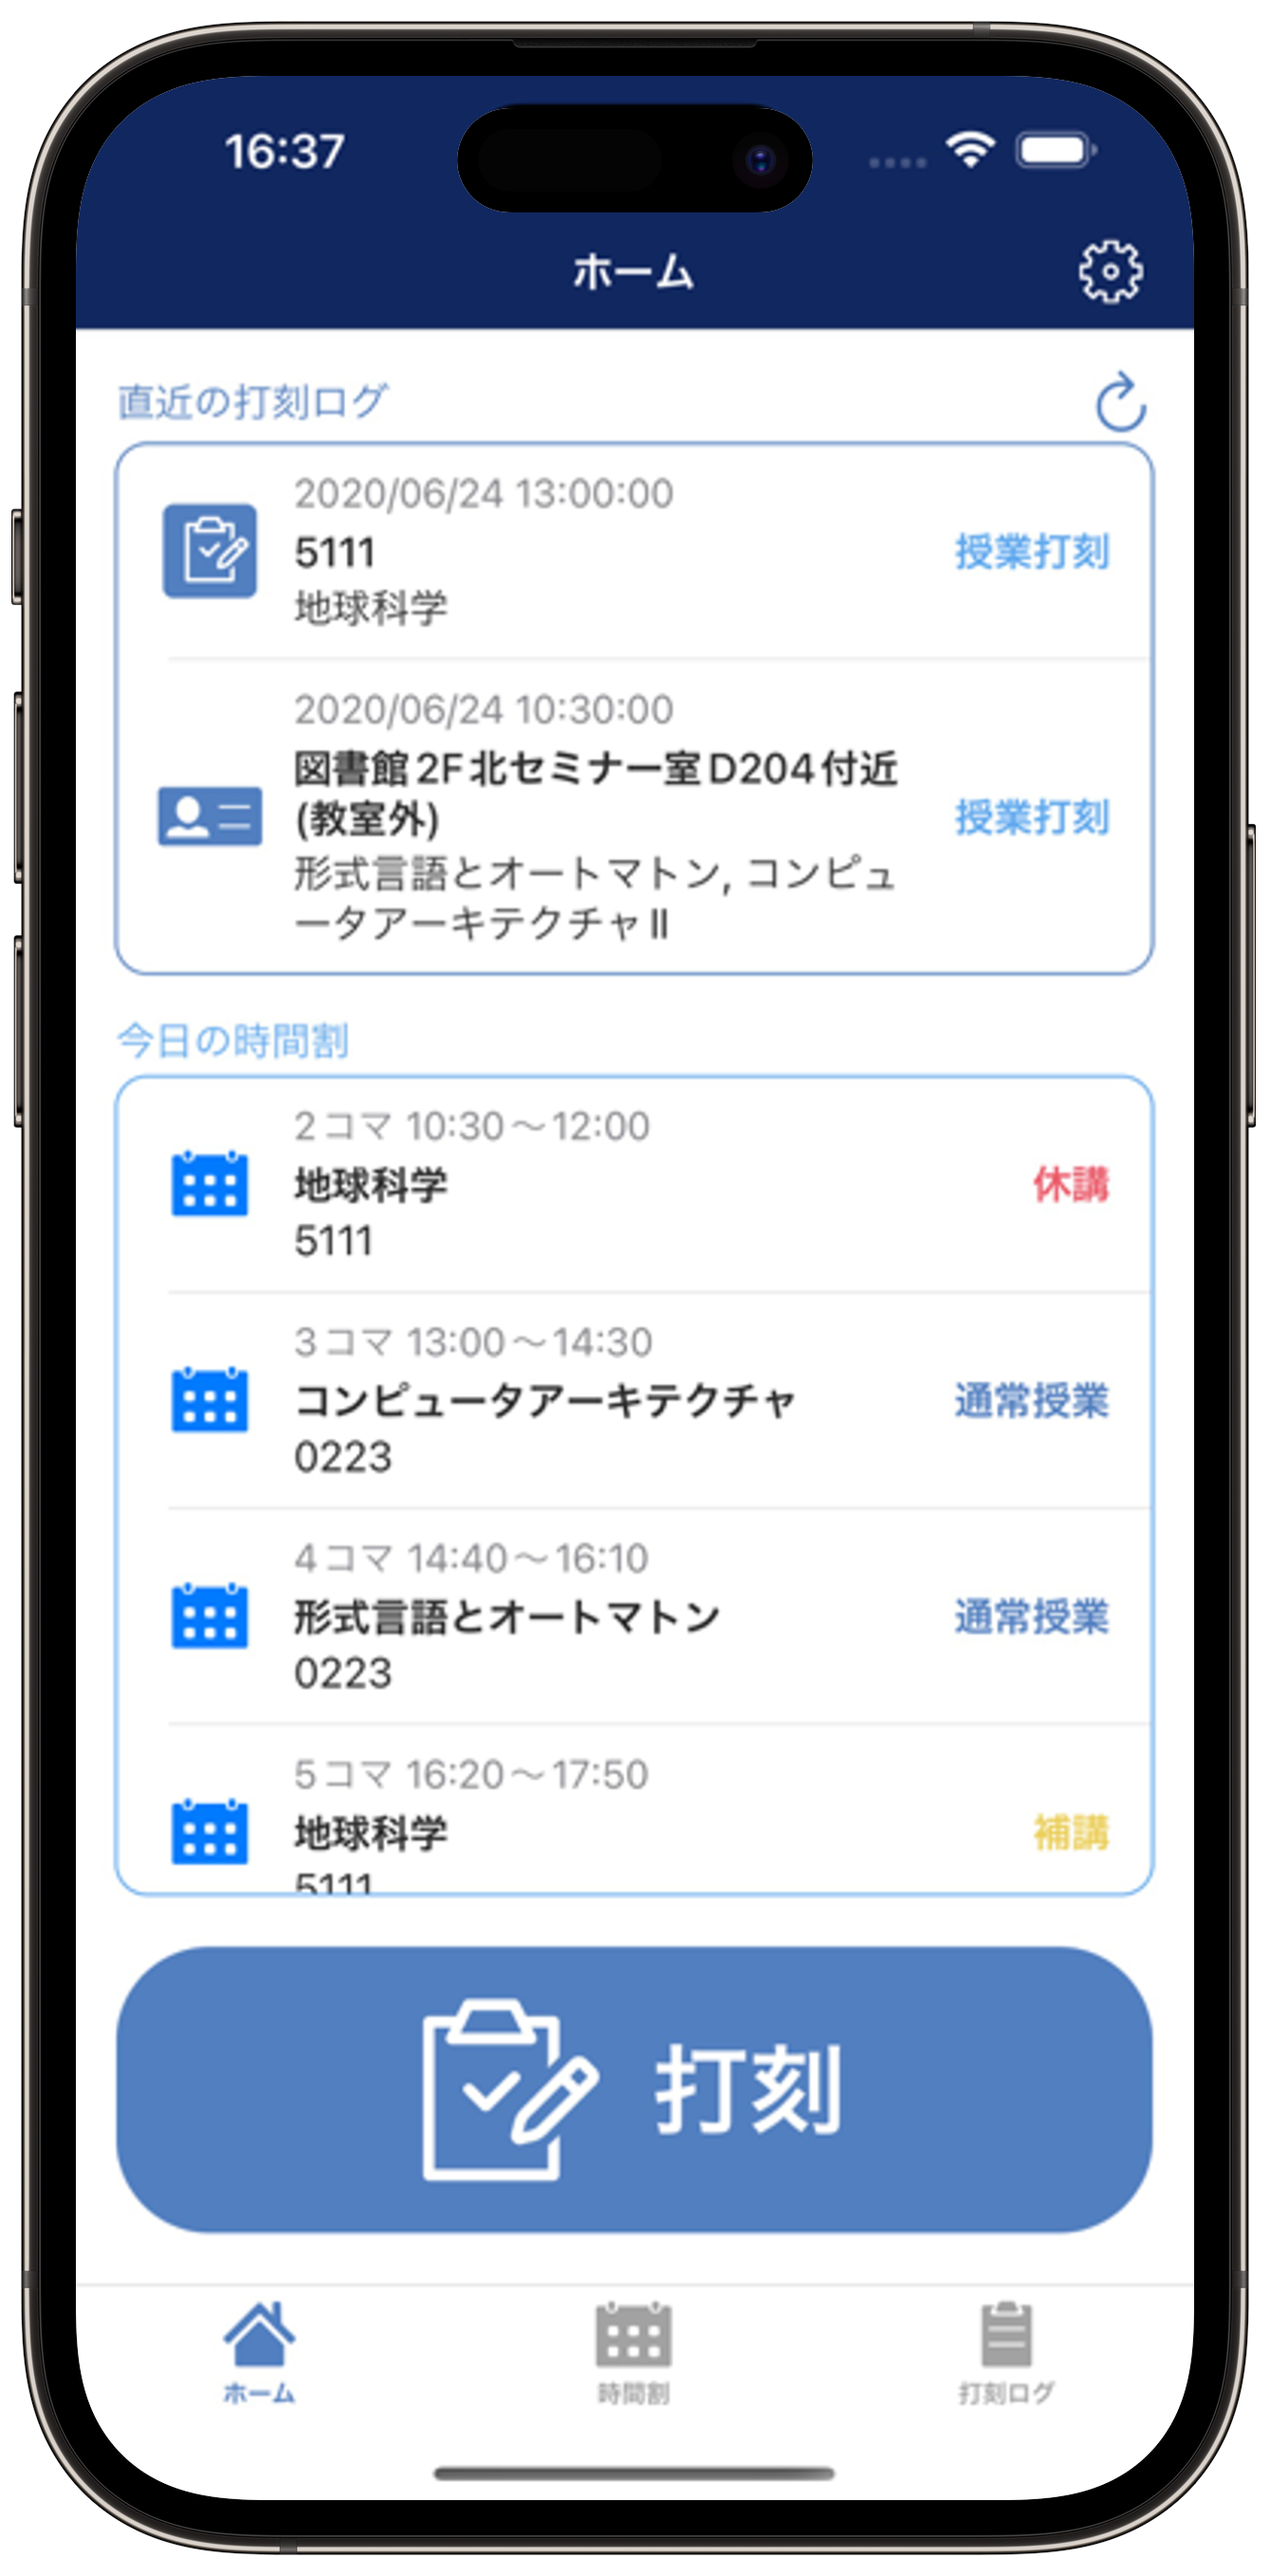 16:37
ホーム
直近の打刻ログ
2020/06/24 13:00:00
5111
授業打刻
地球科学
2020/06/24 10:30:00
図書館2F北セミナー室D204付近
(教室外)
授業打刻
形式言語とオートマトン, コンピュ
ータアーキテクチャⅡ
今日の時間割
2コマ 10:30～12:00
地球科学
休講
5111
3コマ 13:00～14:30
コンピュータアーキテクチャ
通常授業
0223
4コマ 14:40～16:10
形式言語とオートマトン
通常授業
0223
5コマ 16:20～17:50
地球科学
補講
5111
打刻
ホーム
時間割
打刻ログ